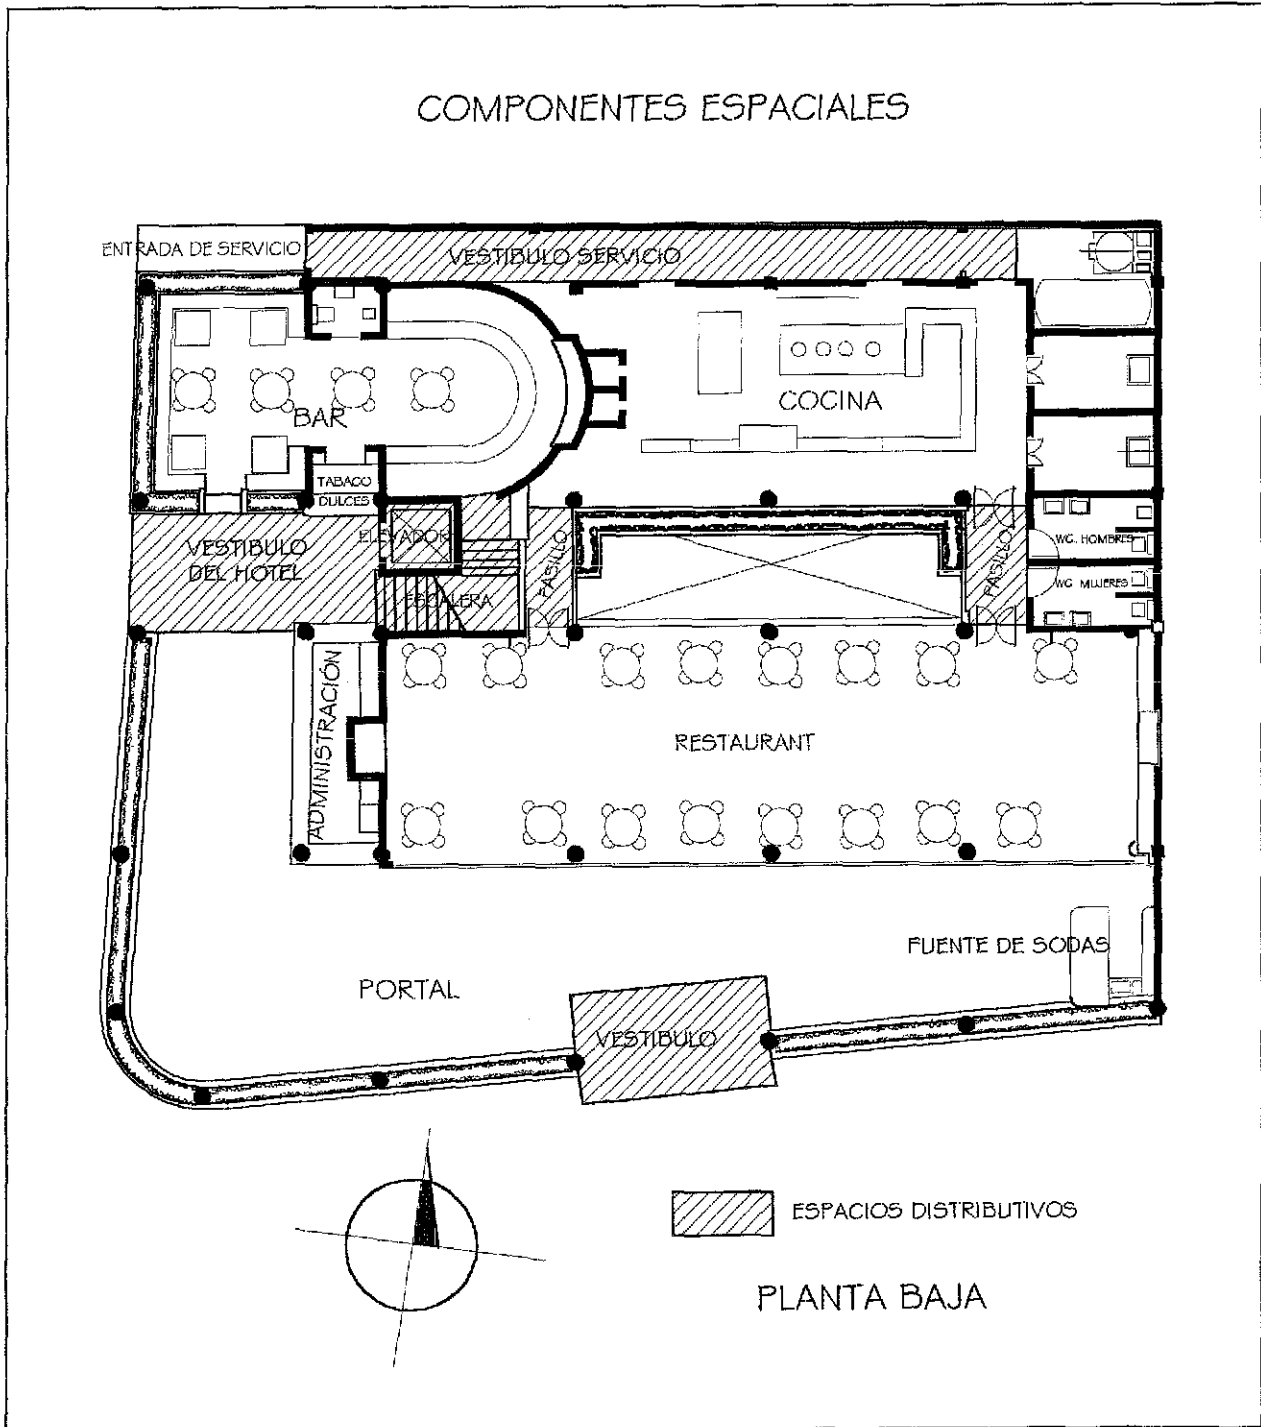 COMPONENTES ESPACIALES
ENTRADA DE SERVICIO
VESTIBULO SERVICIO
COCINA
BAR
TABACO
DULCES
ELEVADOR
VESTIBULO
DEL HOTEL
ESCALERA
PASILLO
PASILLO
WC. HOMBRES
WC MUJERES
ADMINISTRACIÓN
RESTAURANT
FUENTE DE SODAS
PORTAL
VESTIBULO
ESPACIOS DISTRIBUTIVOS
PLANTA BAJA